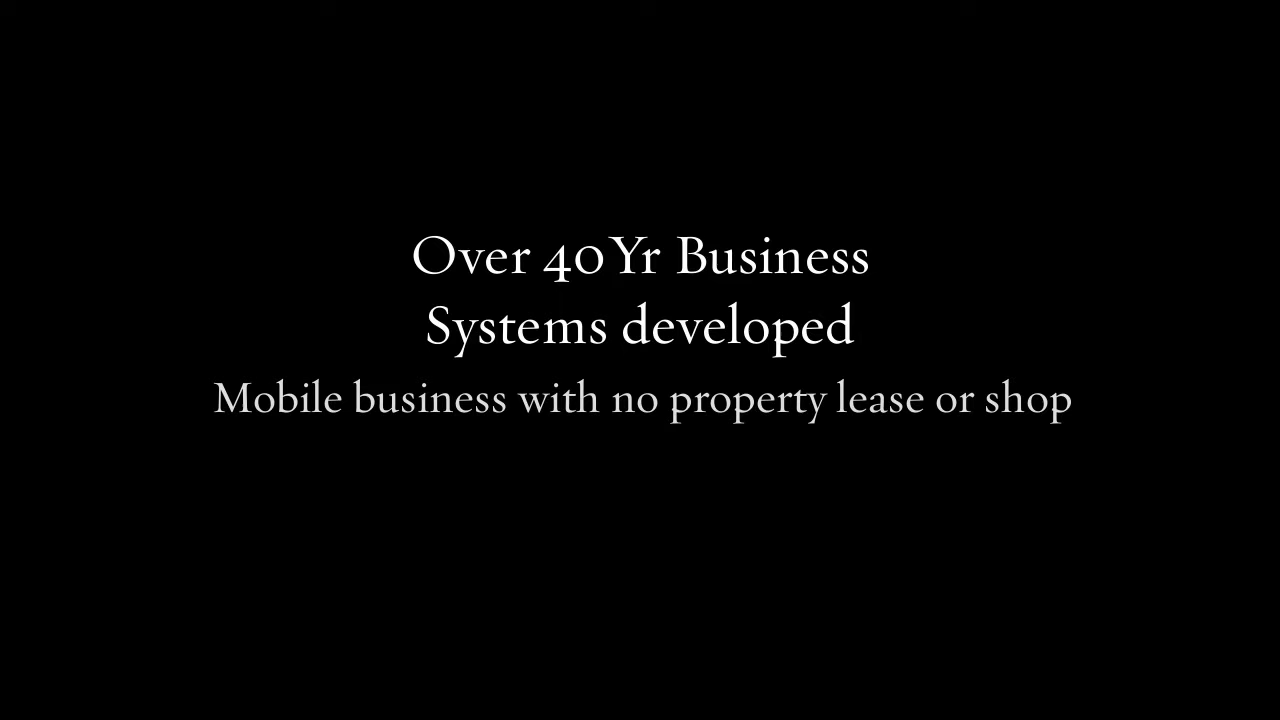 Over 40Yr Business
Systems developed
Mobile business with no property lease or shop